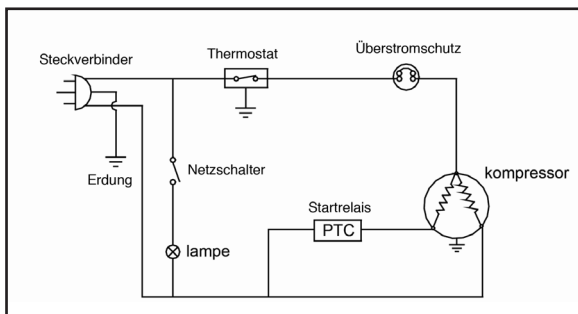 Steckverbinder
Thermostat
Überstromschutz
Erdung
Netzschalter
kompressor
Startrelais
PTC
lampe